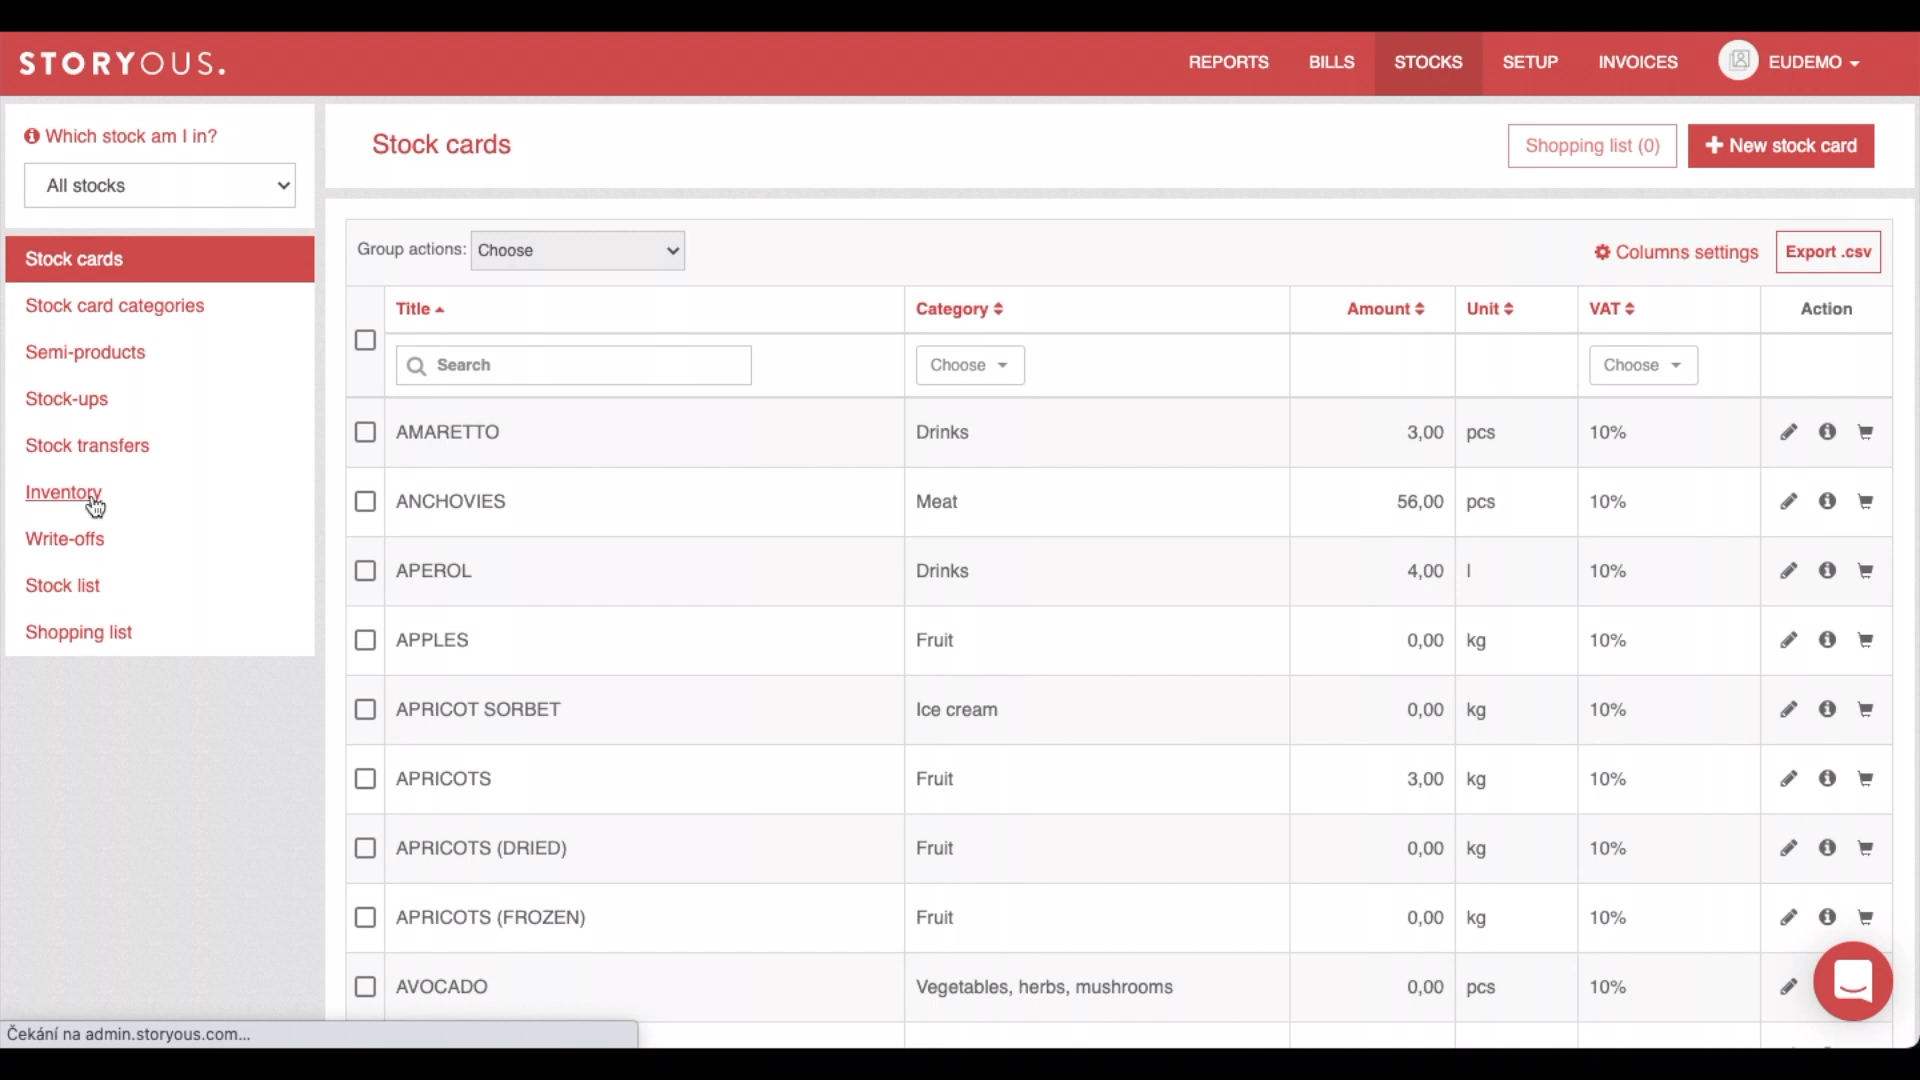 STORYOUS.
REPORTS BILLS STOCKS SETUP INVOICES EUDEMO
Which stock am I in?
All stocks
Stock cards
Stock card categories
Semi-products
Stock-ups
Stock transfers
Inventory
Write-offs
Stock list
Shopping list
Stock cards
Shopping list (0) New stock card
Group actions: Choose Columns settings Export .csv
Title Category Amount Unit VAT Action
Search Choose Choose
AMARETTO Drinks 3,00 pcs 10%
ANCHOVIES Meat 56,00 pcs 10%
APEROL Drinks 4,00 l 10%
APPLES Fruit 0,00 kg 10%
APRICOT SORBET Ice cream 0,00 kg 10%
APRICOTS Fruit 3,00 kg 10%
APRICOTS (DRIED) Fruit 0,00 kg 10%
APRICOTS (FROZEN) Fruit 0,00 kg 10%
AVOCADO Vegetables, herbs, mushrooms 0,00 pcs 10%
Čekání na admin.storyous.com...